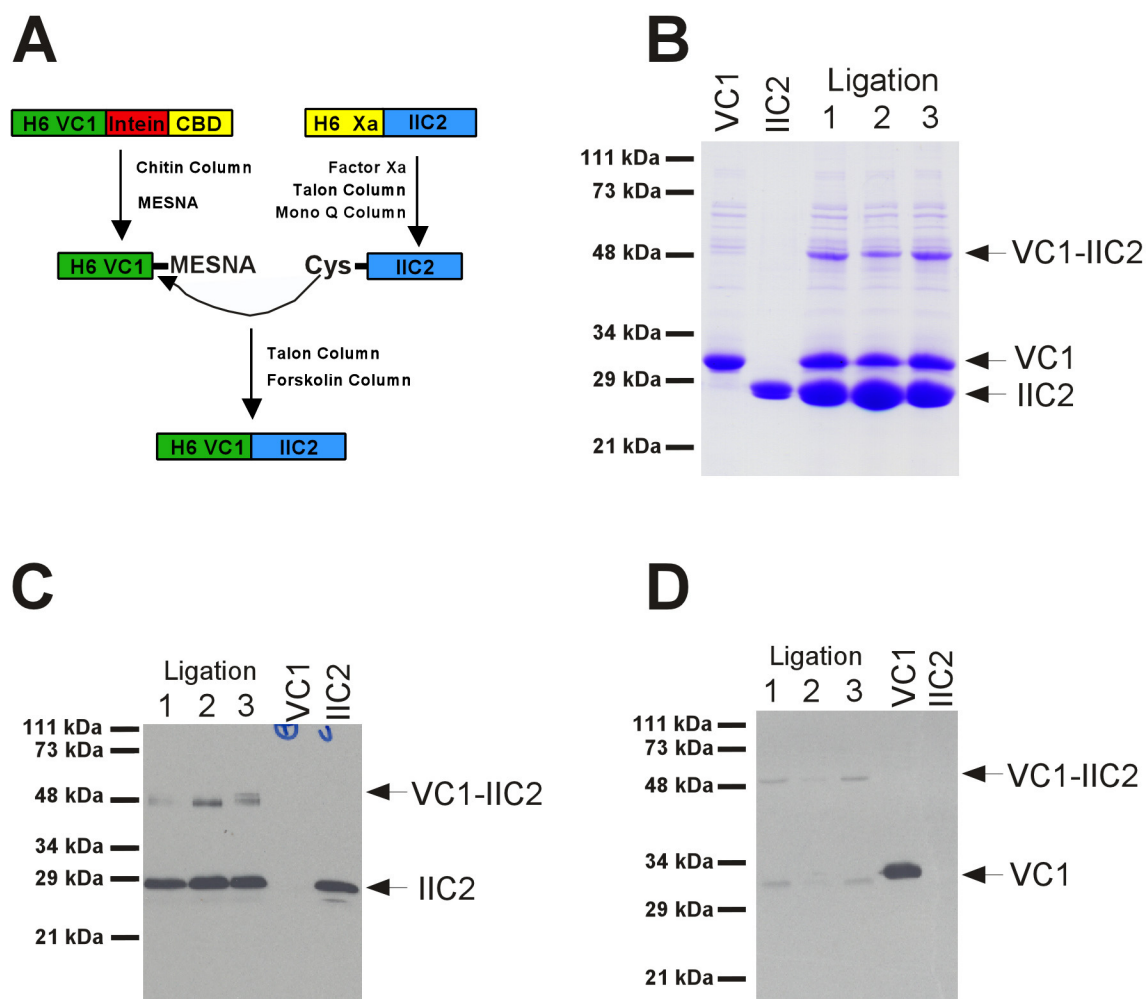 A
H6 VC1 Intein CBD
H6 Xa IIC2
Chitin Column
MESNA
Factor Xa
Talon Column
Mono Q Column
H6 VC1 MESNA
Cys IIC2
Talon Column
Forskolin Column
H6 VC1 IIC2
B
VC1 IIC2 Ligation
1 2 3
111 kDa
73 kDa
48 kDa
34 kDa
29 kDa
21 kDa
VC1-IIC2
VC1
IIC2
C
Ligation VC1 IIC2
1 2 3
111 kDa
73 kDa
48 kDa
34 kDa
29 kDa
21 kDa
VC1-IIC2
IIC2
D
Ligation VC1 IIC2
1 2 3
111 kDa
73 kDa
48 kDa
34 kDa
29 kDa
21 kDa
VC1-IIC2
VC1